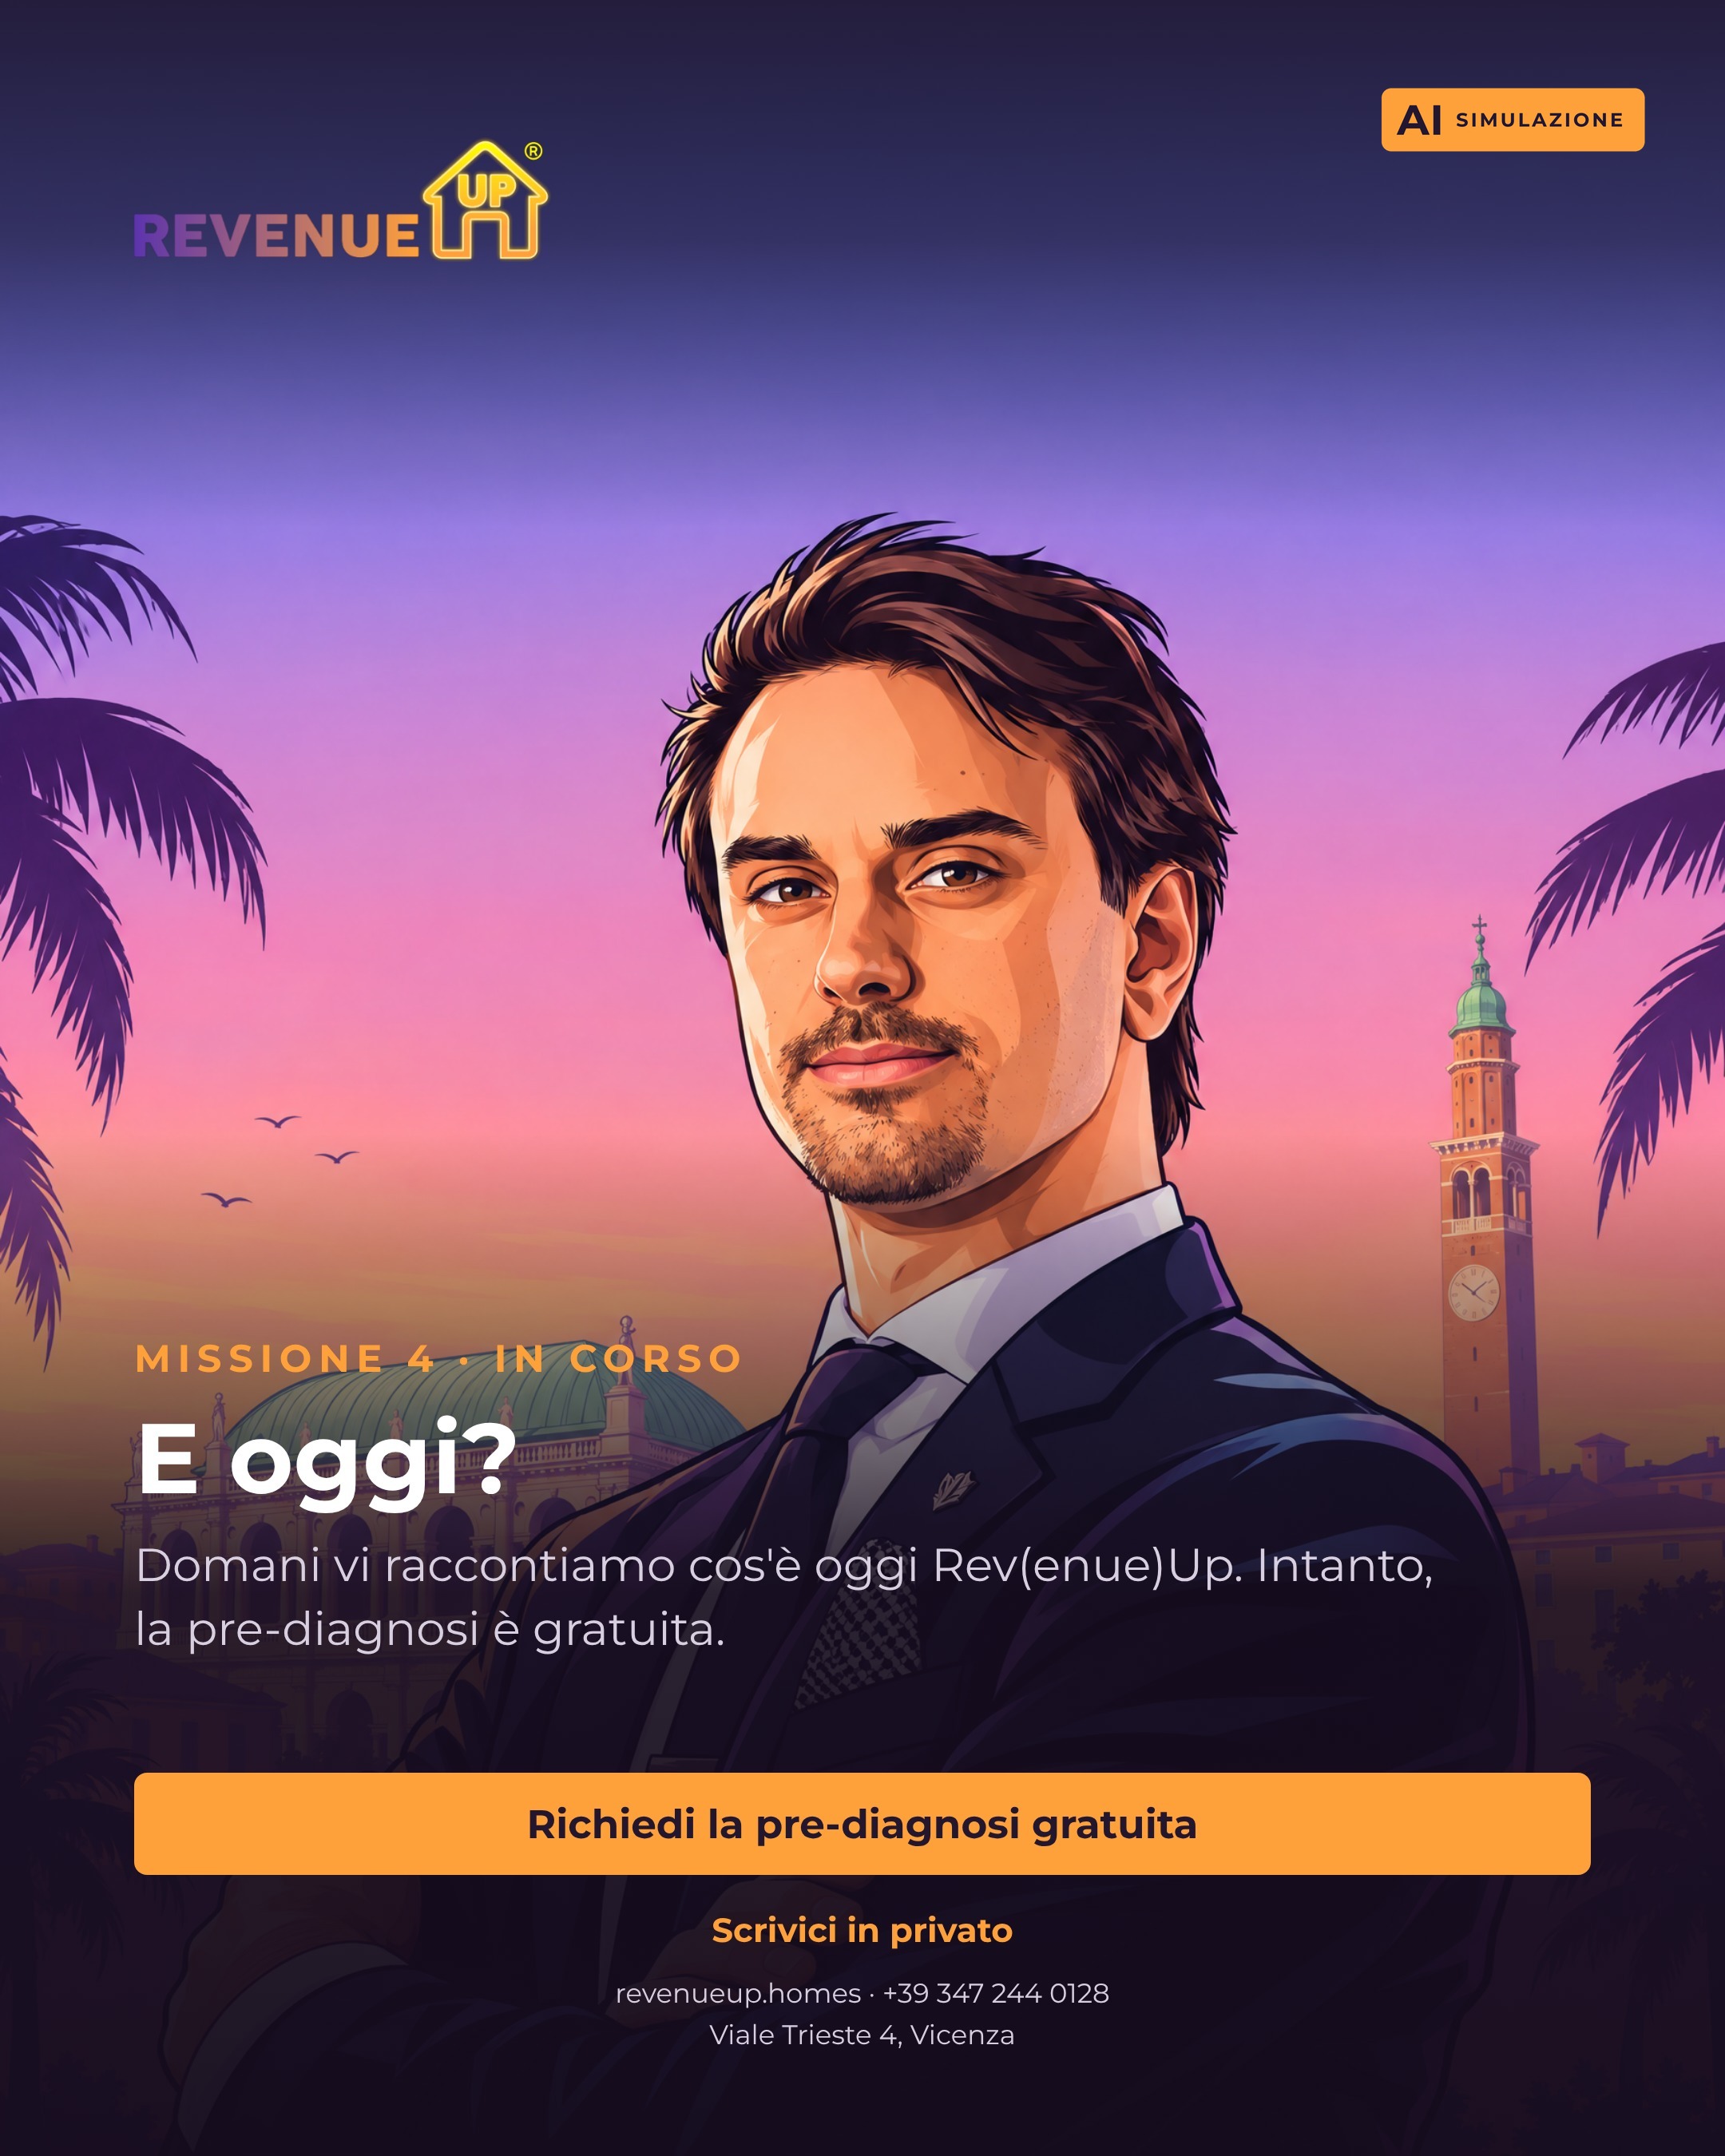 AI SIMULAZIONE
REVENUE UP ®
MISSIONE 4 · IN CORSO
E oggi?
Domani vi raccontiamo cos'è oggi Rev(enue)Up. Intanto,
la pre-diagnosi è gratuita.
Richiedi la pre-diagnosi gratuita
Scrivici in privato
revenueup.homes · +39 347 244 0128
Viale Trieste 4, Vicenza